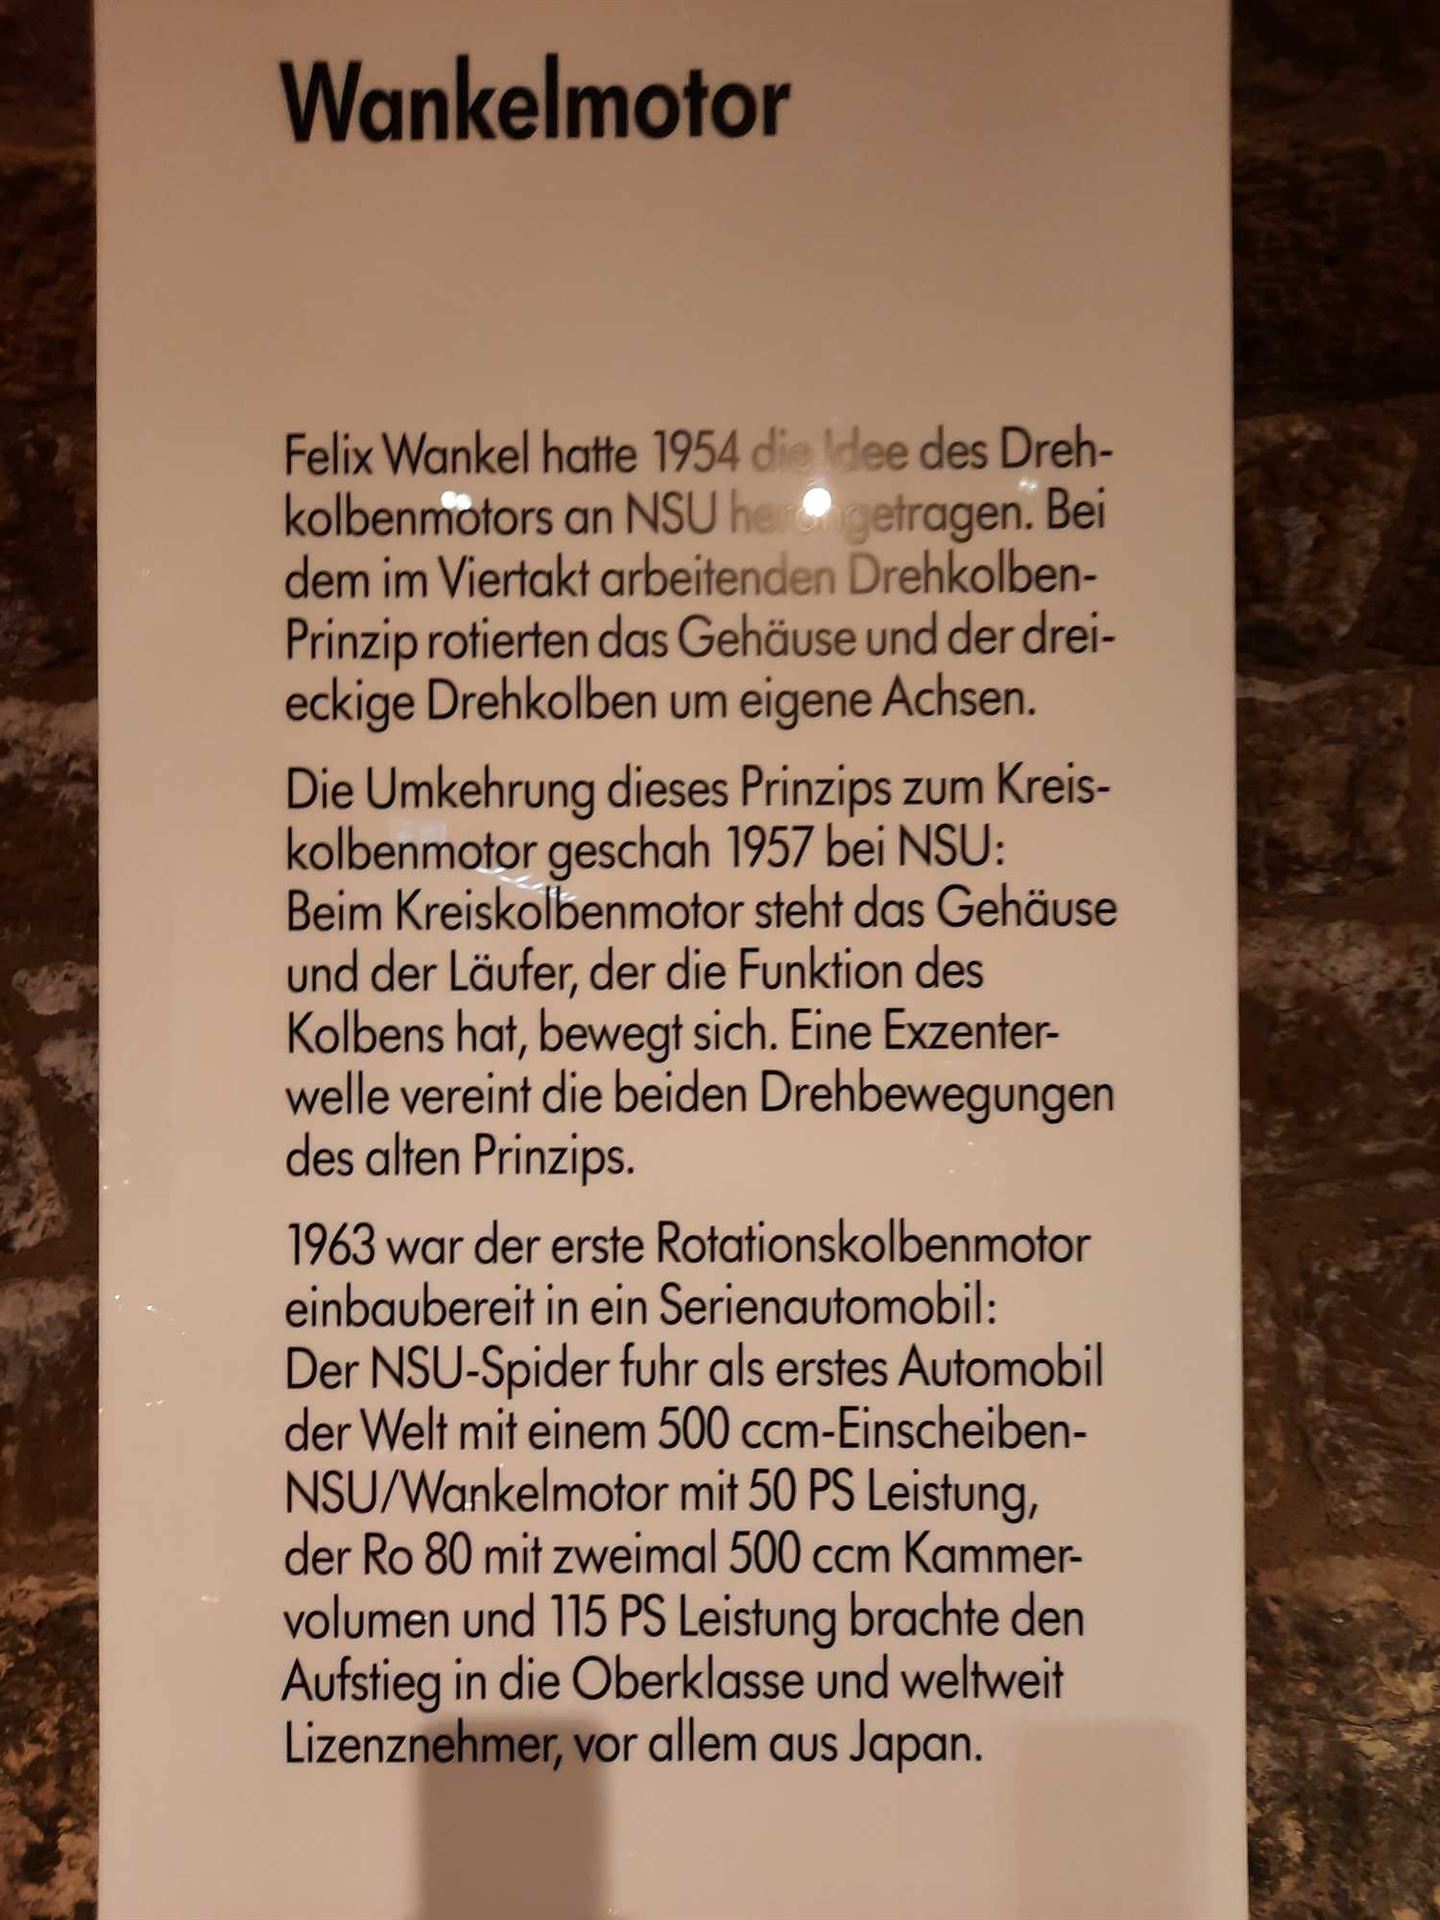 Wankelmotor
Felix Wankel hatte 1954 die Idee des Dreh-
kolbenmotors an NSU herangetragen. Bei
dem im Viertakt arbeitenden Drehkolben-
Prinzip rotierten das Gehäuse und der drei-
eckige Drehkolben um eigene Achsen.
Die Umkehrung dieses Prinzips zum Kreis-
kolbenmotor geschah 1957 bei NSU:
Beim Kreiskolbenmotor steht das Gehäuse
und der Läufer, der die Funktion des
Kolbens hat, bewegt sich. Eine Exzenter-
welle vereint die beiden Drehbewegungen
des alten Prinzips.
1963 war der erste Rotationskolbenmotor
einbaubereit in ein Serienautomobil:
Der NSU-Spider fuhr als erstes Automobil
der Welt mit einem 500 ccm-Einscheiben-
NSU/Wankelmotor mit 50 PS Leistung,
der Ro 80 mit zweimal 500 ccm Kammer-
volumen und 115 PS Leistung brachte den
Aufstieg in die Oberklasse und weltweit
Lizenznehmer, vor allem aus Japan.